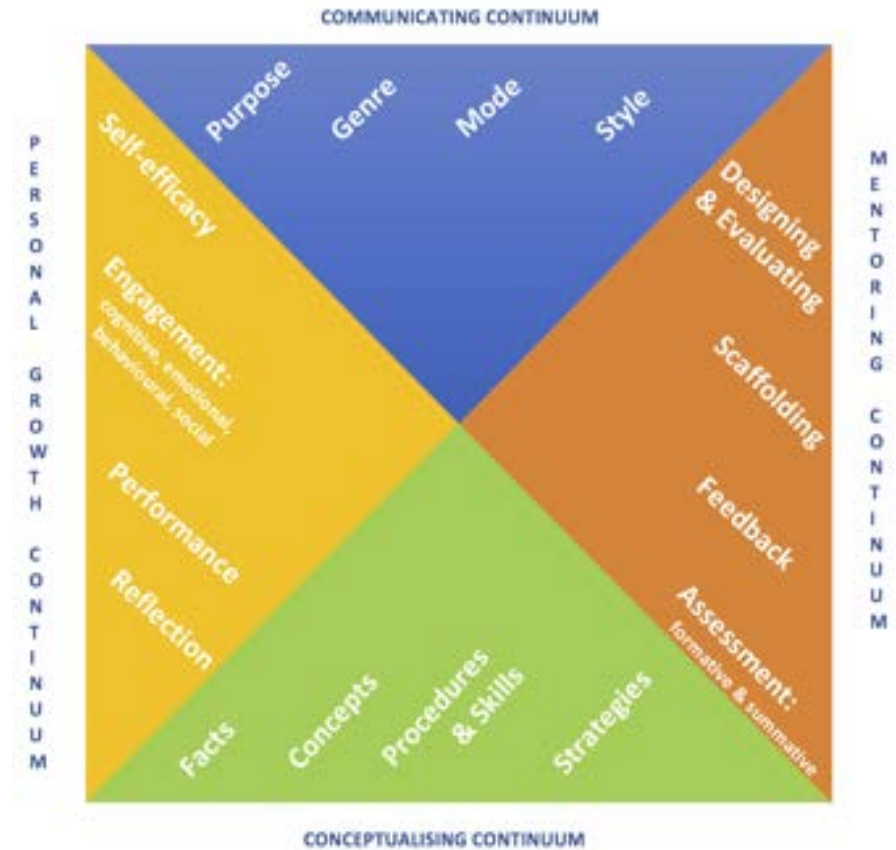 COMMUNICATING CONTINUUM
Purpose
Genre
Mode
Style
PERSONAL GROWTH CONTINUUM
Self-efficacy
Engagement:
cognitive, emotional,
behavioural, social
Performance
Reflection
Designing
& Evaluating
Scaffolding
Feedback
Assessment:
formative & summative
MENTORING CONTINUUM
Facts
Concepts
Procedures
& Skills
Strategies
CONCEPTUALISING CONTINUUM